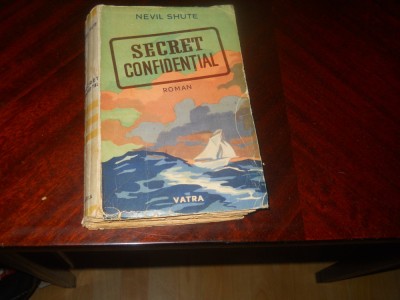 NEVIL SHUTE
SECRET
CONFIDENTIAL
ROMAN
VATRA